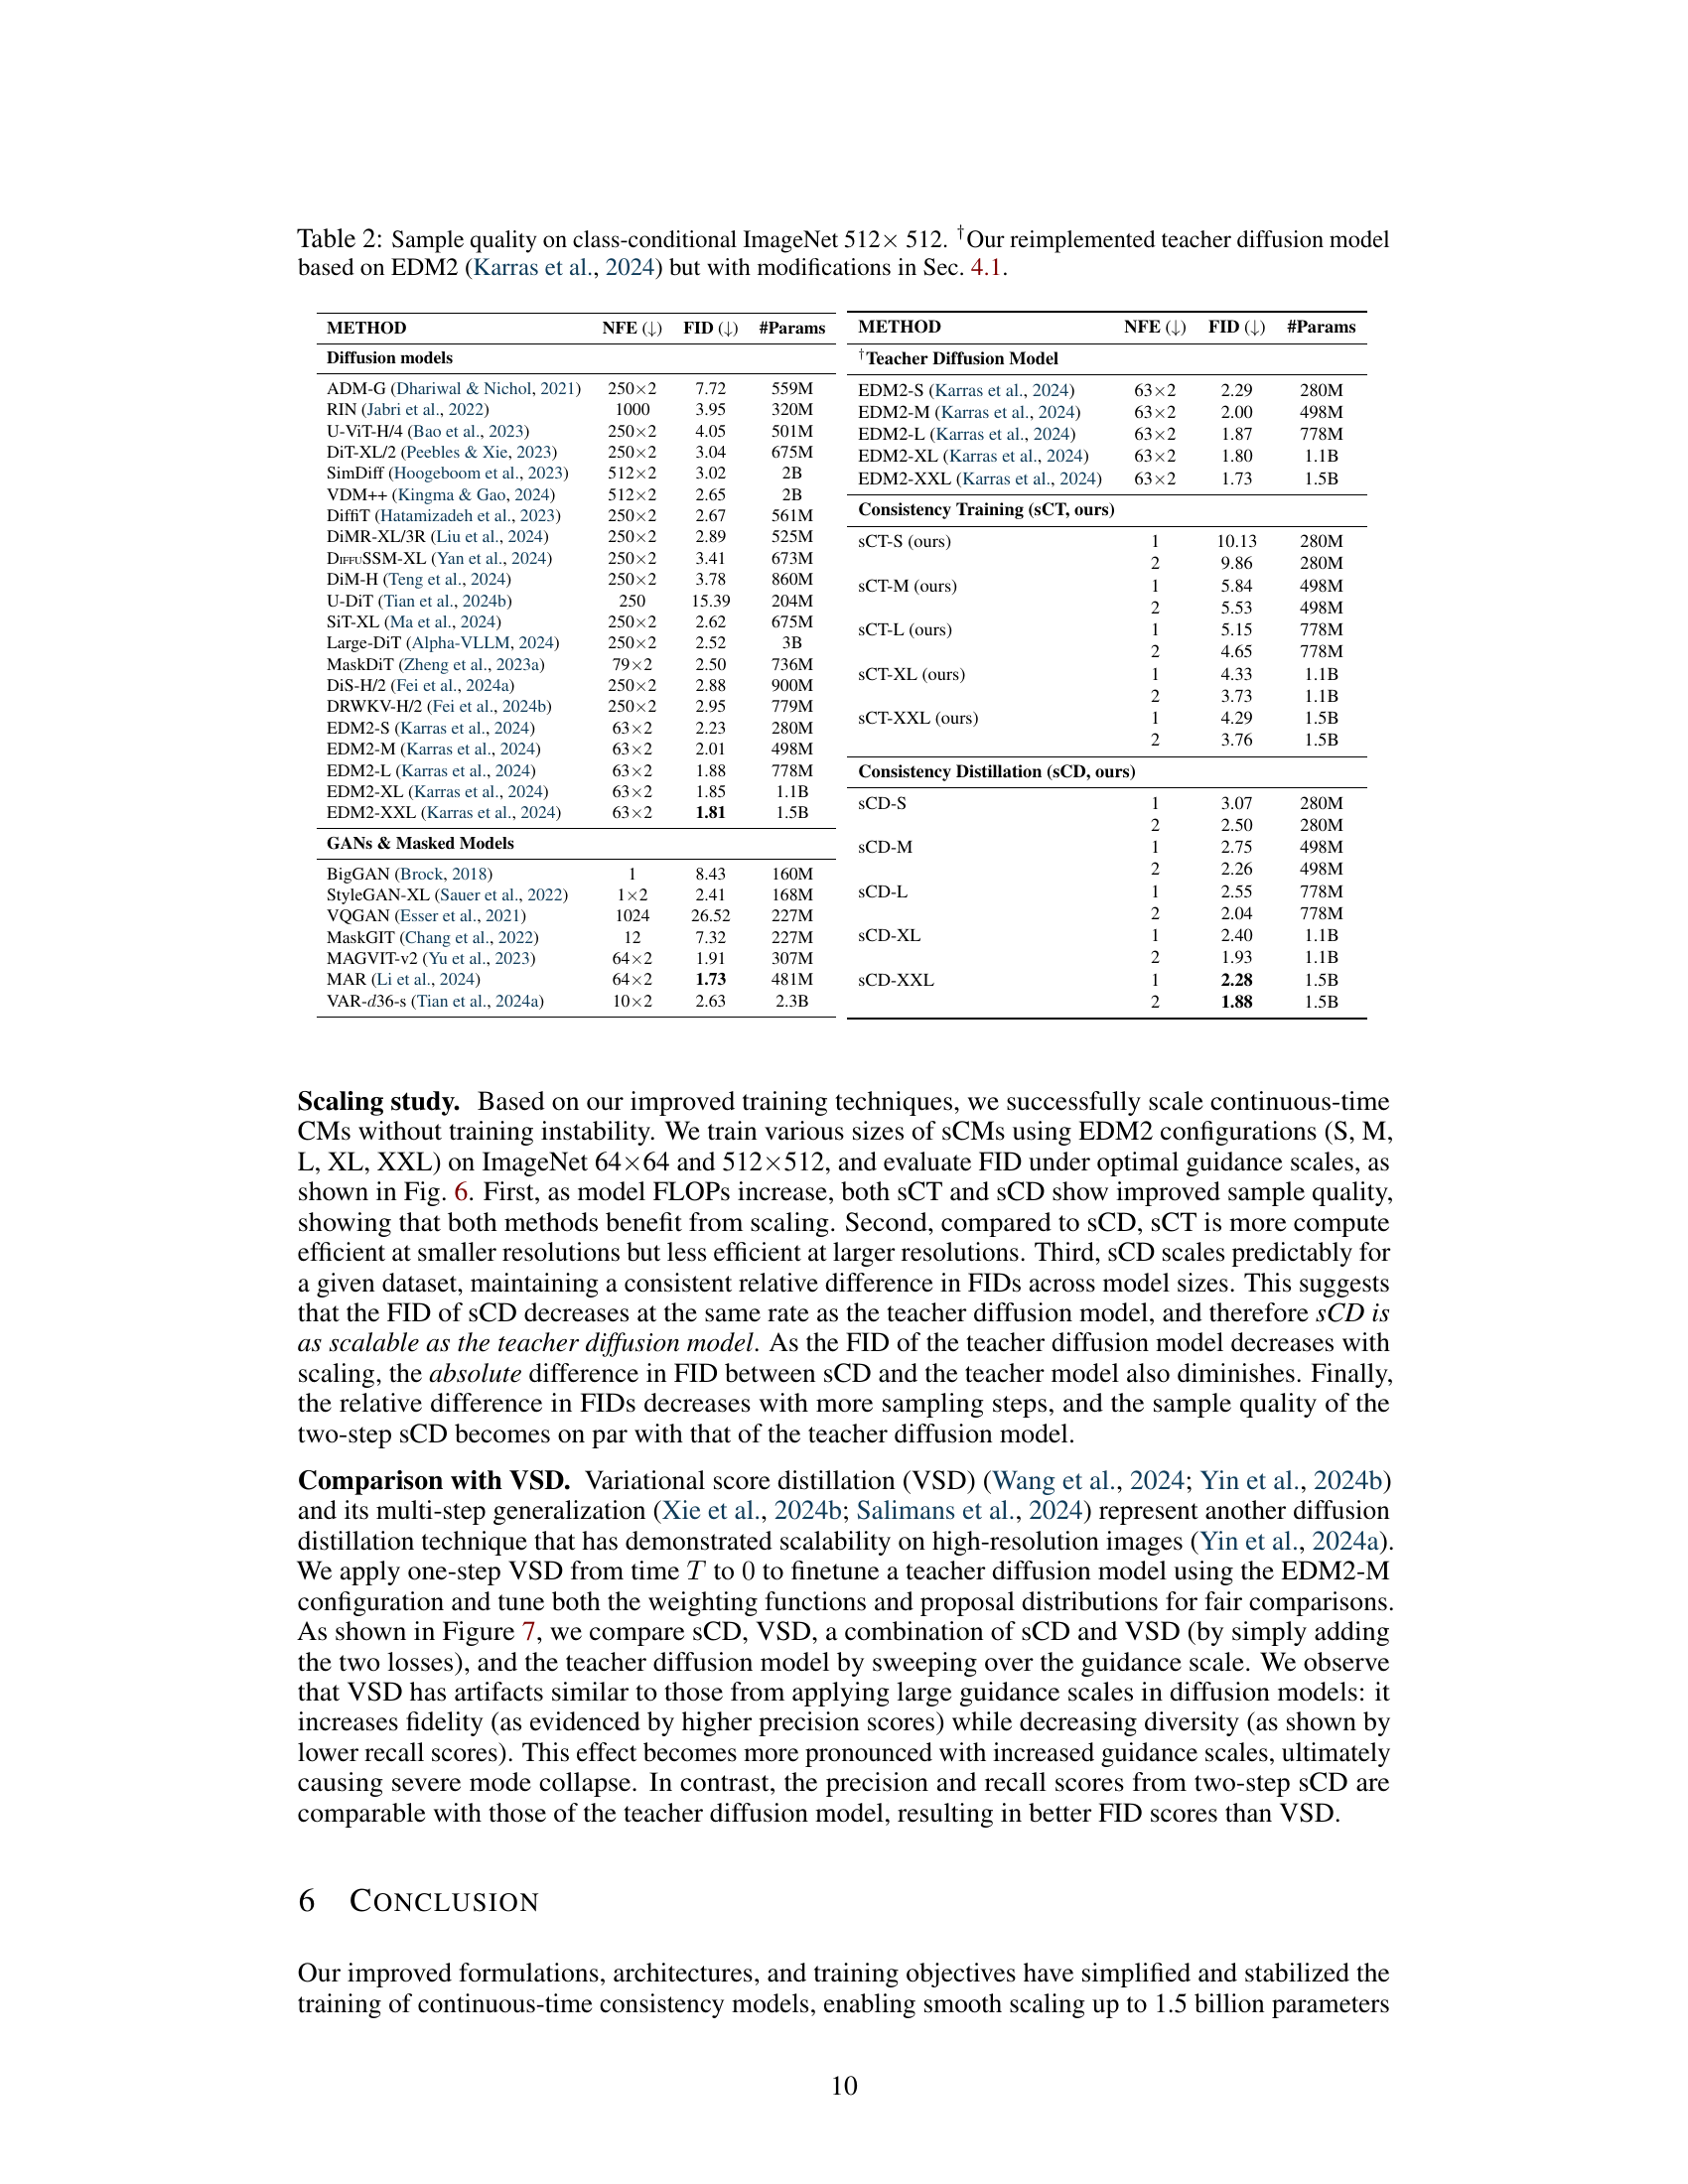 Table 2: Sample quality on class-conditional ImageNet 512× 512. †Our reimplemented teacher diffusion model
based on EDM2 (Karras et al., 2024) but with modifications in Sec. 4.1.
METHOD NFE (↓) FID (↓) #Params
Diffusion models
ADM-G (Dhariwal & Nichol, 2021) 250×2 7.72 559M
RIN (Jabri et al., 2022) 1000 3.95 320M
U-ViT-H/4 (Bao et al., 2023) 250×2 4.05 501M
DiT-XL/2 (Peebles & Xie, 2023) 250×2 3.04 675M
SimDiff (Hoogeboom et al., 2023) 512×2 3.02 2B
VDM++ (Kingma & Gao, 2024) 512×2 2.65 2B
DiffiT (Hatamizadeh et al., 2023) 250×2 2.67 561M
DiMR-XL/3R (Liu et al., 2024) 250×2 2.89 525M
DIFFUSSM-XL (Yan et al., 2024) 250×2 3.41 673M
DiM-H (Teng et al., 2024) 250×2 3.78 860M
U-DiT (Tian et al., 2024b) 250 15.39 204M
SiT-XL (Ma et al., 2024) 250×2 2.62 675M
Large-DiT (Alpha-VLLM, 2024) 250×2 2.52 3B
MaskDiT (Zheng et al., 2023a) 79×2 2.50 736M
DiS-H/2 (Fei et al., 2024a) 250×2 2.88 900M
DRWKV-H/2 (Fei et al., 2024b) 250×2 2.95 779M
EDM2-S (Karras et al., 2024) 63×2 2.23 280M
EDM2-M (Karras et al., 2024) 63×2 2.01 498M
EDM2-L (Karras et al., 2024) 63×2 1.88 778M
EDM2-XL (Karras et al., 2024) 63×2 1.85 1.1B
EDM2-XXL (Karras et al., 2024) 63×2 1.81 1.5B
GANs & Masked Models
BigGAN (Brock, 2018) 1 8.43 160M
StyleGAN-XL (Sauer et al., 2022) 1×2 2.41 168M
VQGAN (Esser et al., 2021) 1024 26.52 227M
MaskGIT (Chang et al., 2022) 12 7.32 227M
MAGVIT-v2 (Yu et al., 2023) 64×2 1.91 307M
MAR (Li et al., 2024) 64×2 1.73 481M
VAR-d36-s (Tian et al., 2024a) 10×2 2.63 2.3B
METHOD NFE (↓) FID (↓) #Params
†Teacher Diffusion Model
EDM2-S (Karras et al., 2024) 63×2 2.29 280M
EDM2-M (Karras et al., 2024) 63×2 2.00 498M
EDM2-L (Karras et al., 2024) 63×2 1.87 778M
EDM2-XL (Karras et al., 2024) 63×2 1.80 1.1B
EDM2-XXL (Karras et al., 2024) 63×2 1.73 1.5B
Consistency Training (sCT, ours)
sCT-S (ours) 1 10.13 280M
2 9.86 280M
sCT-M (ours) 1 5.84 498M
2 5.53 498M
sCT-L (ours) 1 5.15 778M
2 4.65 778M
sCT-XL (ours) 1 4.33 1.1B
2 3.73 1.1B
sCT-XXL (ours) 1 4.29 1.5B
2 3.76 1.5B
Consistency Distillation (sCD, ours)
sCD-S 1 3.07 280M
2 2.50 280M
sCD-M 1 2.75 498M
2 2.26 498M
sCD-L 1 2.55 778M
2 2.04 778M
sCD-XL 1 2.40 1.1B
2 1.93 1.1B
sCD-XXL 1 2.28 1.5B
2 1.88 1.5B
Scaling study. Based on our improved training techniques, we successfully scale continuous-time
CMs without training instability. We train various sizes of sCMs using EDM2 configurations (S, M,
L, XL, XXL) on ImageNet 64×64 and 512×512, and evaluate FID under optimal guidance scales, as
shown in Fig. 6. First, as model FLOPs increase, both sCT and sCD show improved sample quality,
showing that both methods benefit from scaling. Second, compared to sCD, sCT is more compute
efficient at smaller resolutions but less efficient at larger resolutions. Third, sCD scales predictably for
a given dataset, maintaining a consistent relative difference in FIDs across model sizes. This suggests
that the FID of sCD decreases at the same rate as the teacher diffusion model, and therefore sCD is
as scalable as the teacher diffusion model. As the FID of the teacher diffusion model decreases with
scaling, the absolute difference in FID between sCD and the teacher model also diminishes. Finally,
the relative difference in FIDs decreases with more sampling steps, and the sample quality of the
two-step sCD becomes on par with that of the teacher diffusion model.
Comparison with VSD. Variational score distillation (VSD) (Wang et al., 2024; Yin et al., 2024b)
and its multi-step generalization (Xie et al., 2024b; Salimans et al., 2024) represent another diffusion
distillation technique that has demonstrated scalability on high-resolution images (Yin et al., 2024a).
We apply one-step VSD from time T to 0 to finetune a teacher diffusion model using the EDM2-M
configuration and tune both the weighting functions and proposal distributions for fair comparisons.
As shown in Figure 7, we compare sCD, VSD, a combination of sCD and VSD (by simply adding
the two losses), and the teacher diffusion model by sweeping over the guidance scale. We observe
that VSD has artifacts similar to those from applying large guidance scales in diffusion models: it
increases fidelity (as evidenced by higher precision scores) while decreasing diversity (as shown by
lower recall scores). This effect becomes more pronounced with increased guidance scales, ultimately
causing severe mode collapse. In contrast, the precision and recall scores from two-step sCD are
comparable with those of the teacher diffusion model, resulting in better FID scores than VSD.
6 CONCLUSION
Our improved formulations, architectures, and training objectives have simplified and stabilized the
training of continuous-time consistency models, enabling smooth scaling up to 1.5 billion parameters
10